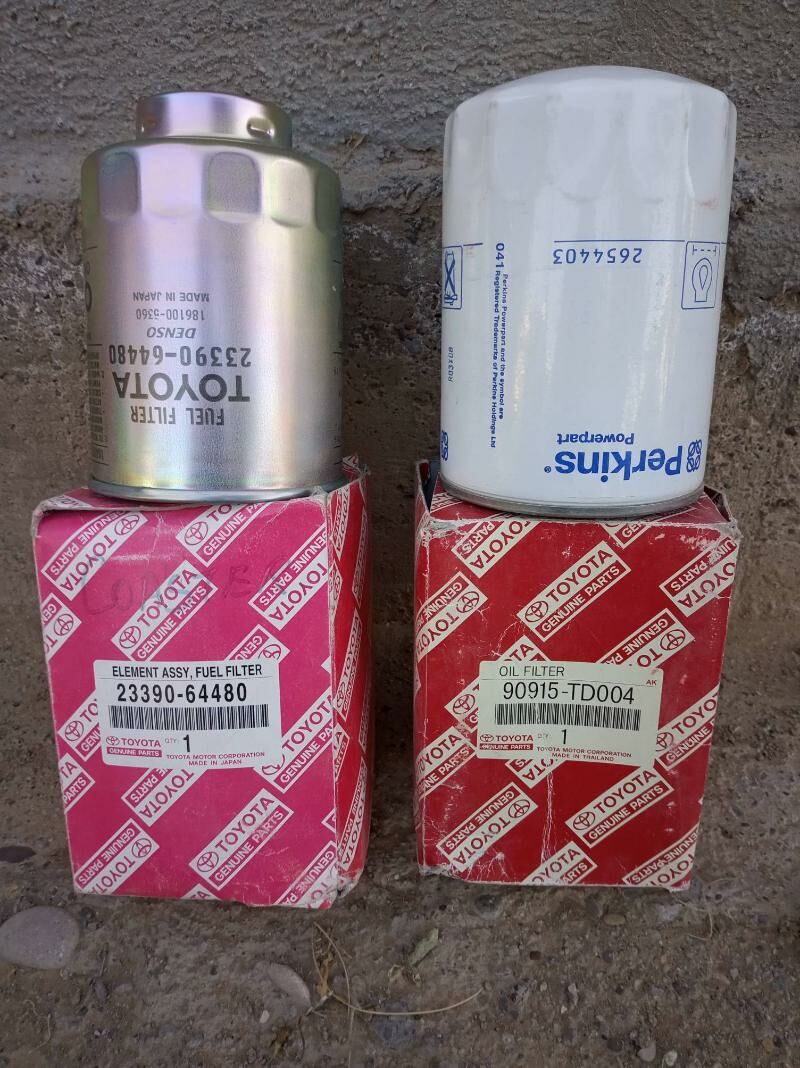 FUEL FILTER
TOYOTA
23390-64480
DENSO
186100-5360
MADE IN JAPAN
2654403
041
Perkins Powerpart and the symbol are
Registered Trademarks of Perkins Holdings Ltd
Perkins®
Powerpart
TOYOTA
GENUINE PARTS
ELEMENT ASSY, FUEL FILTER
23390-64480
TOYOTA
GENUINE PARTS
QTY: 1
TOYOTA MOTOR CORPORATION
MADE IN JAPAN
TOYOTA
GENUINE PARTS
OIL FILTER
AK
90915-TD004
TOYOTA
GENUINE PARTS
QTY: 1
TOYOTA MOTOR CORPORATION
MADE IN THAILAND